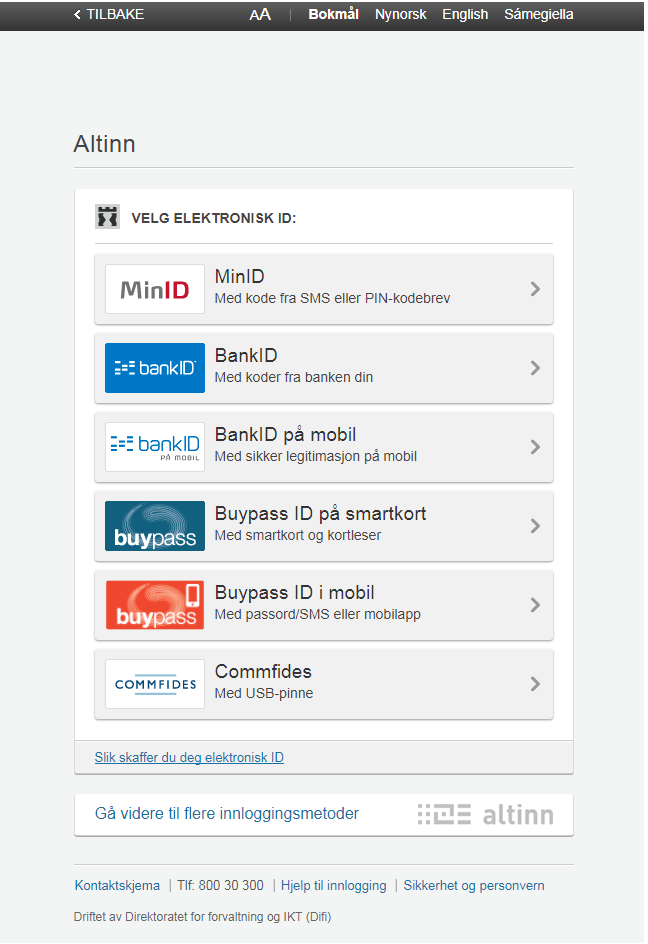 TILBAKE AA | Bokmål Nynorsk English Sámegiella
Altinn
VELG ELEKTRONISK ID:
MinID
MinID
Med kode fra SMS eller PIN-kodebrev
bankID
BankID
Med koder fra banken din
bankID
PÅ MOBIL
BankID på mobil
Med sikker legitimasjon på mobil
buypass
Buypass ID på smartkort
Med smartkort og kortleser
buypass
Buypass ID i mobil
Med passord/SMS eller mobilapp
COMMFIDES
Commfides
Med USB-pinne
Slik skaffer du deg elektronisk ID
Gå videre til flere innloggingsmetoder altinn
Kontaktskjema | Tlf: 800 30 300 | Hjelp til innlogging | Sikkerhet og personvern
Driftet av Direktoratet for forvaltning og IKT (Difi)